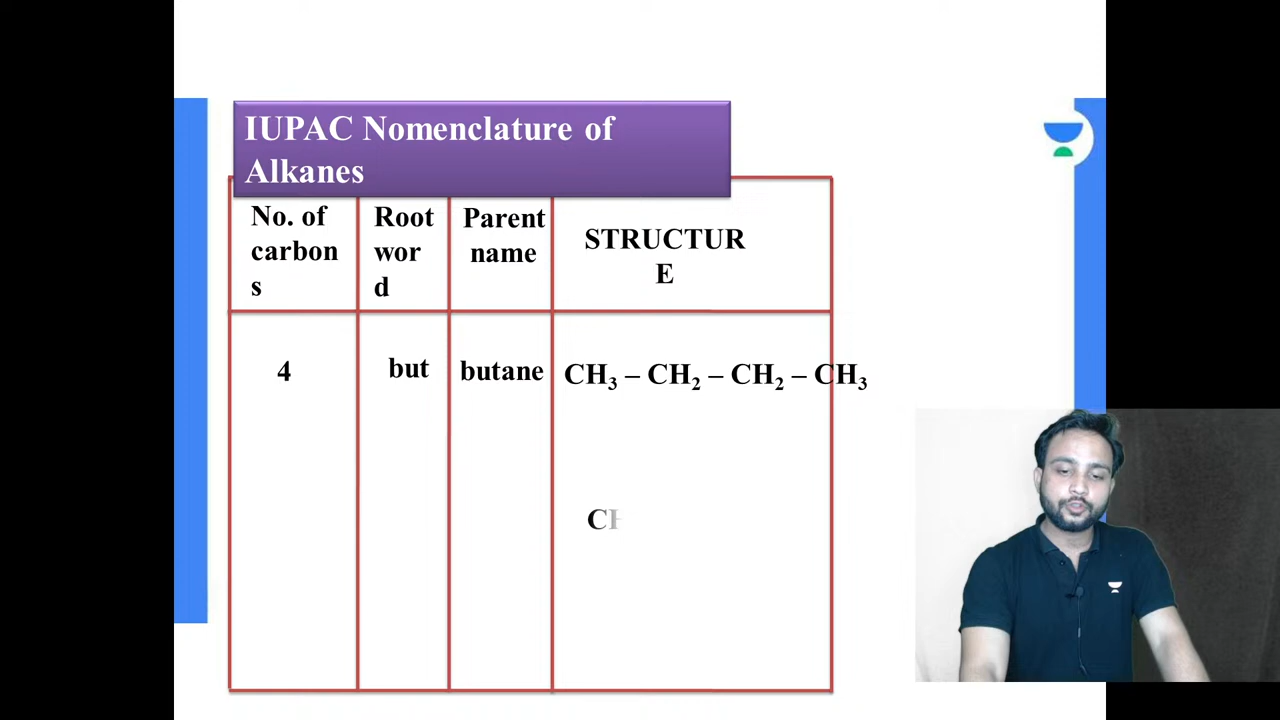 IUPAC Nomenclature of
Alkanes
No. of
carbon
s
Root
wor
d
Parent
name
STRUCTUR
E
4
but
butane
CH₃ – CH₂ – CH₂ – CH₃
CH